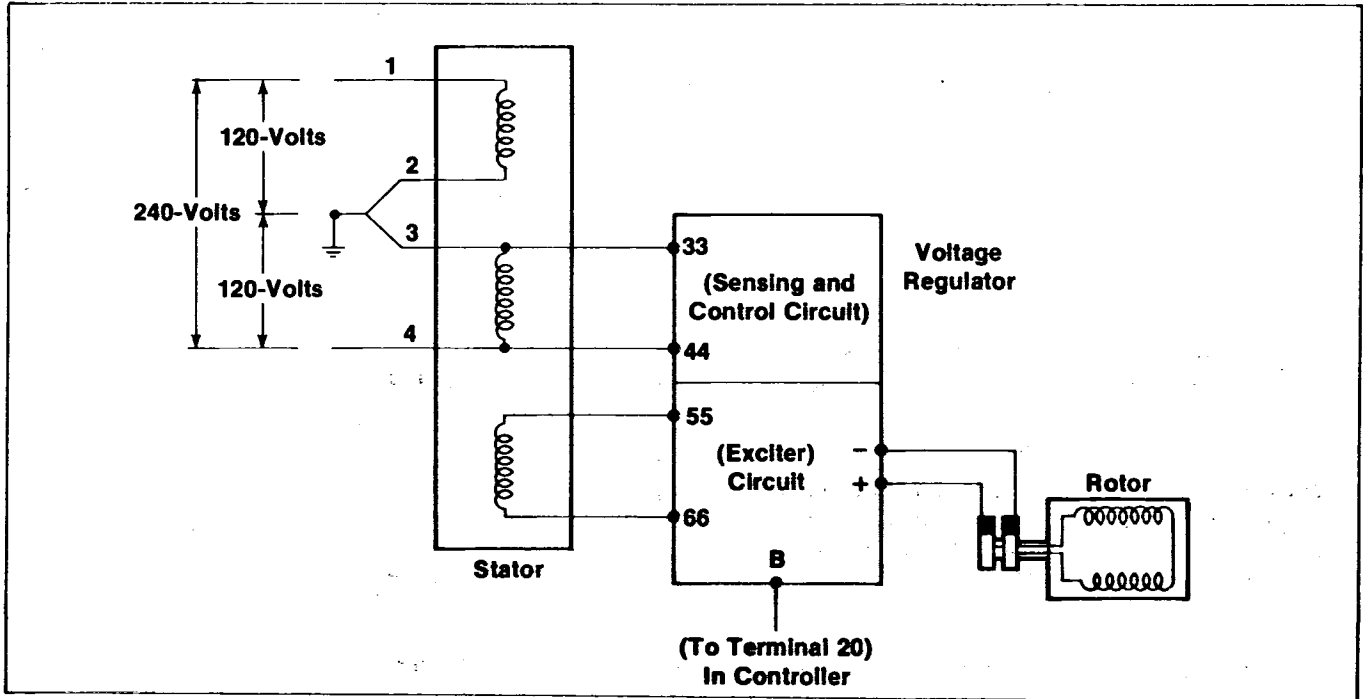 1
120-Volts
2
240-Volts
3
120-Volts
4
33
(Sensing and
Control Circuit)
44
Voltage
Regulator
55
(Exciter)
Circuit
−
+
66
B
Stator
Rotor
(To Terminal 20)
In Controller